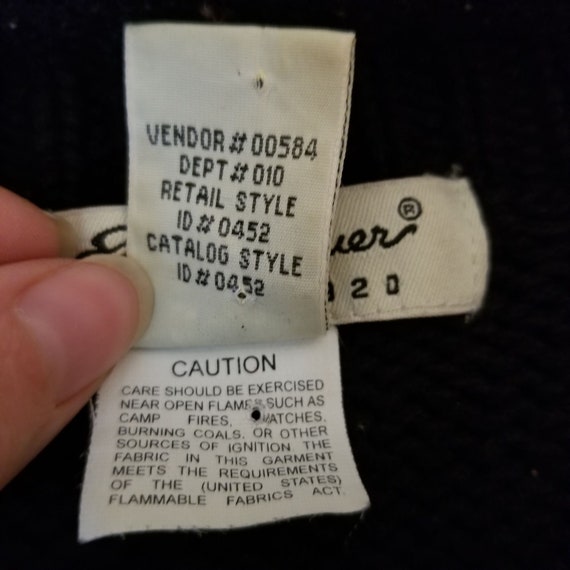 VENDOR # 00584
DEPT # 010
RETAIL STYLE
ID # 0452
CATALOG STYLE
ID # 0452
®
920
CAUTION
CARE SHOULD BE EXERCISED
NEAR OPEN FLAMES SUCH AS
CAMP FIRES, MATCHES,
BURNING COALS, OR OTHER
SOURCES OF IGNITION THE
FABRIC IN THIS GARMENT
MEETS THE REQUIREMENTS
OF THE (UNITED STATES)
FLAMMABLE FABRICS ACT.